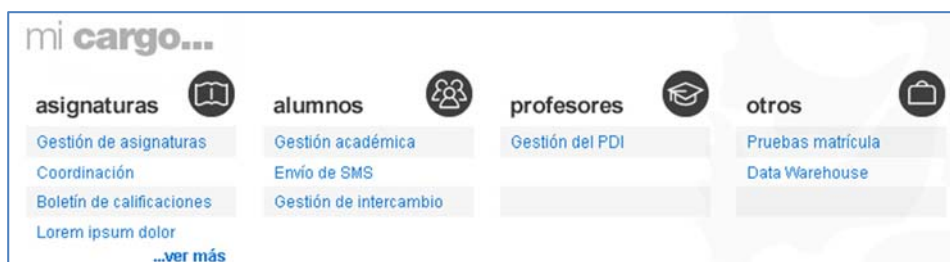 mi cargo...
asignaturas
Gestión de asignaturas
Coordinación
Boletín de calificaciones
Lorem ipsum dolor
...ver más
alumnos
Gestión académica
Envío de SMS
Gestión de intercambio
profesores
Gestión del PDI
otros
Pruebas matrícula
Data Warehouse